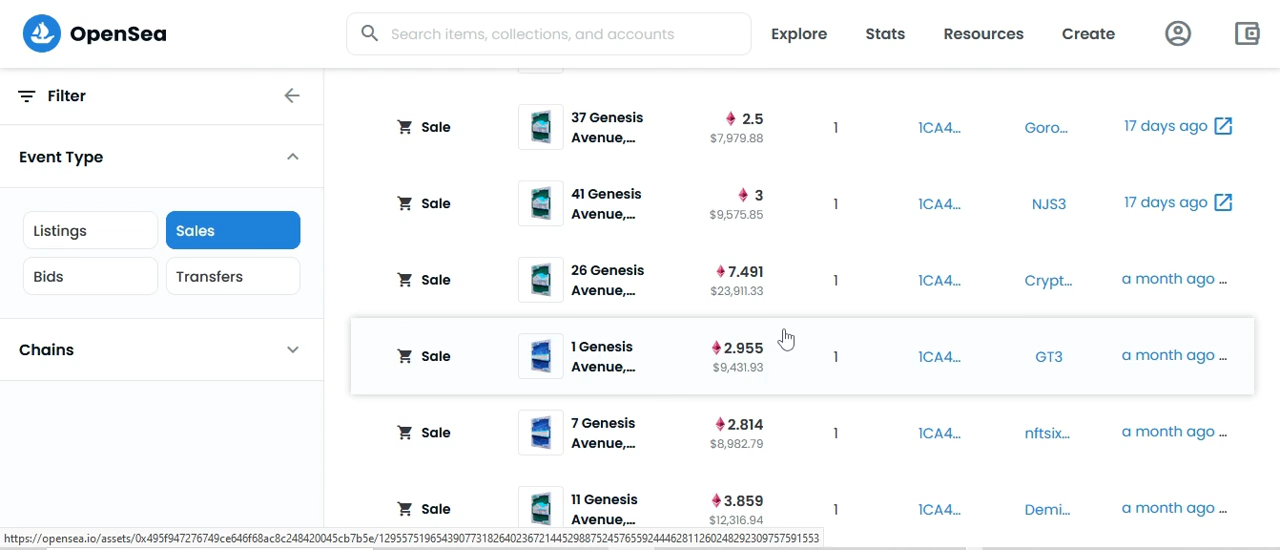 OpenSea
Search items, collections, and accounts
Explore
Stats
Resources
Create
Filter
Event Type
Listings
Sales
Bids
Transfers
Chains
Sale
37 Genesis
Avenue,...
2.5
$7,979.88
1
1CA4...
Goro...
17 days ago
Sale
41 Genesis
Avenue,...
3
$9,575.85
1
1CA4...
NJS3
17 days ago
Sale
26 Genesis
Avenue,...
7.491
$23,911.33
1
1CA4...
Crypt...
a month ago ...
Sale
1 Genesis
Avenue,...
2.955
$9,431.93
1
1CA4...
GT3
a month ago ...
Sale
7 Genesis
Avenue,...
2.814
$8,982.79
1
1CA4...
nftsix...
a month ago ...
Sale
11 Genesis
3.859
$12,316.94
1
1CA4...
Demi...
a month ago ...
https://opensea.io/assets/0x495f947276749ce646f68ac8c248420045cb7b5e/12955751965439077318264023672144529887524576559244462811260248292309757591553